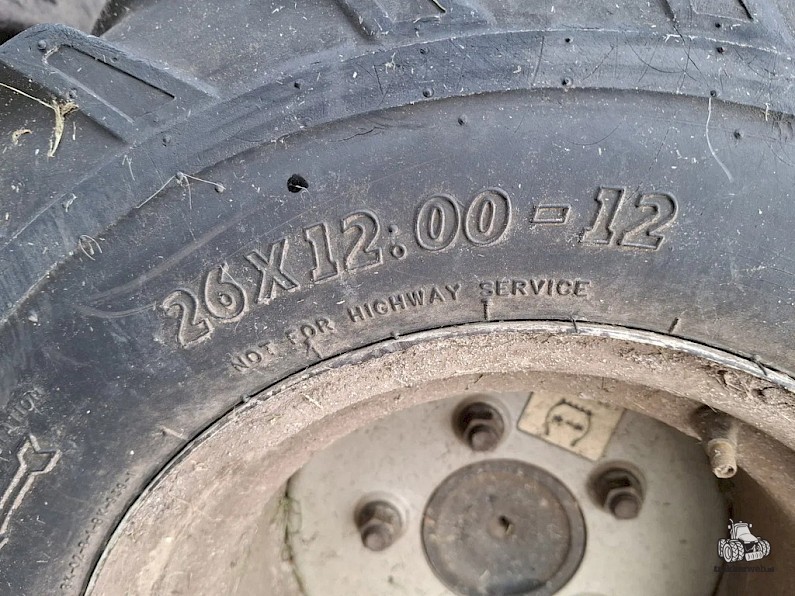 26X12:00-12
NOT FOR HIGHWAY SERVICE